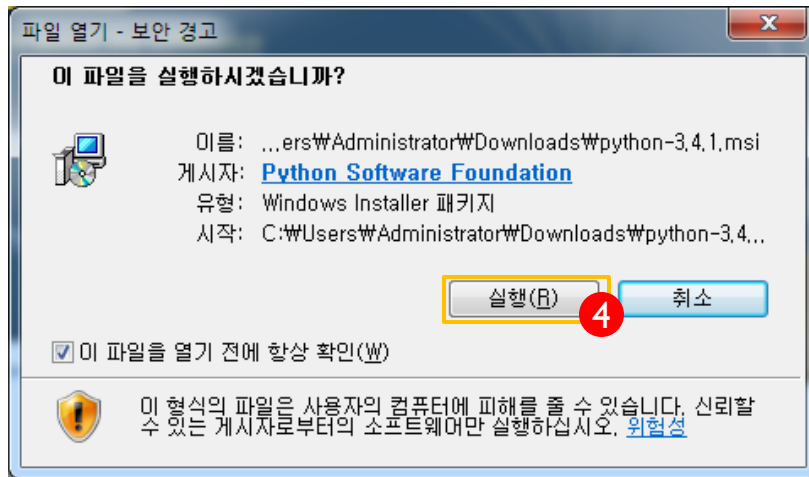 파일 열기 - 보안 경고
이 파일을 실행하시겠습니까?
이름: ...ers₩Administrator₩Downloads₩python-3.4.1.msi
게시자: Python Software Foundation
유형: Windows Installer 패키지
시작: C:₩Users₩Administrator₩Downloads₩python-3.4...
실행(R) 4 취소
이 파일을 열기 전에 항상 확인(W)
이 형식의 파일은 사용자의 컴퓨터에 피해를 줄 수 있습니다. 신뢰할
수 있는 게시자로부터의 소프트웨어만 실행하십시오. 위험성